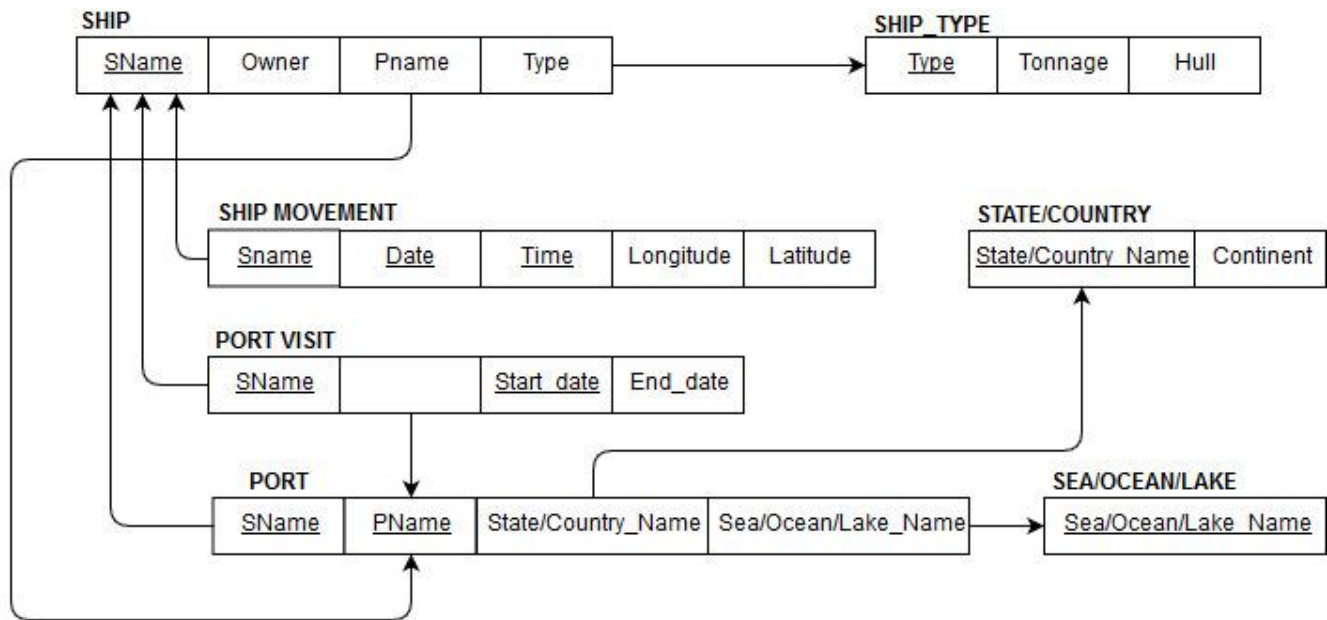 SHIP
SHIP_TYPE
SName Owner Pname Type
Type Tonnage Hull
SHIP MOVEMENT
STATE/COUNTRY
Sname Date Time Longitude Latitude
State/Country_Name Continent
PORT VISIT
SName Start_date End_date
PORT
SEA/OCEAN/LAKE
SName PName State/Country_Name Sea/Ocean/Lake_Name
Sea/Ocean/Lake_Name